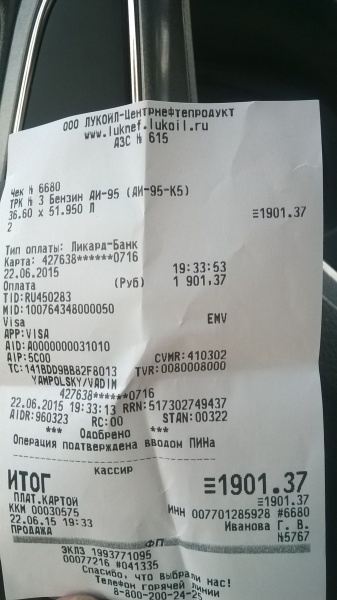 ООО ЛУКОЙЛ-Центрнефтепродукт
www.luknef.lukoil.ru
АЗС № 615
Чек № 6680
ТРК № 3 Бензин АИ-95 (АИ-95-К5)
36.60 x 51.950 Л
≡1901.37
2
Тип оплаты: Ликард-Банк
Карта: 427638******0716
22.06.2015 19:33:53
Оплата (Руб) 1 901,37
TID:RU450283
MID:100764348000050
Visa EMV
APP:VISA
AID:A0000000031010
AIP:5C00 CVMR:410302
TC:141BDD9BB82F8013 TVR:0080008000
YAMPOLSKY/VADIM
427638******0716
22.06.2015 19:33:13 RRN:517302749437
AIDR:960323 RC:00 STAN:00322
*** Одобрено ***
Операция подтверждена вводом ПИНа
кассир
ИТОГ ≡1901.37
ПЛАТ.КАРТОЙ ≡1901.37
ККМ 00030575 ИНН 007701285928 #6680
22.06.15 19:33 Иванова Г. В.
ПРОДАЖА №5767
ФП
ЭКЛЗ 1993771095
00077216 #041335
Спасибо, что выбрали нас!
Телефон горячей линии
8-800-200-24-25